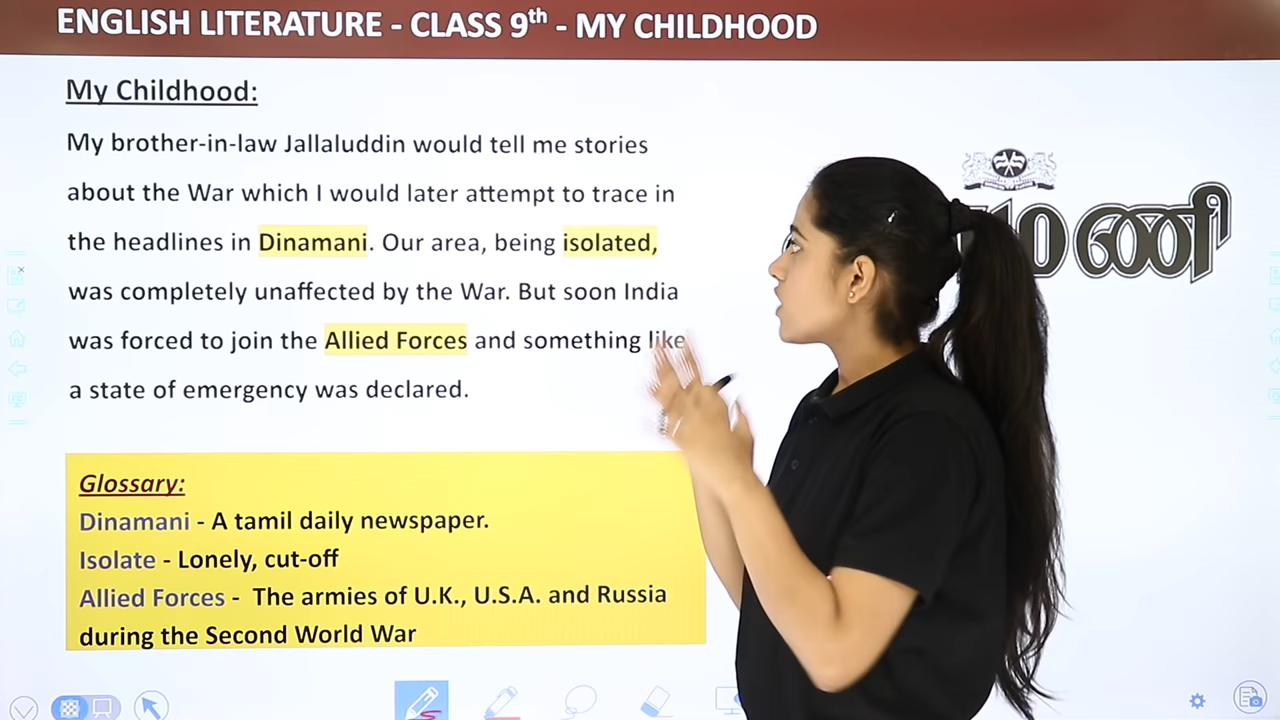 ENGLISH LITERATURE - CLASS 9th - MY CHILDHOOD
My Childhood:
My brother-in-law Jallaluddin would tell me stories
about the War which I would later attempt to trace in
the headlines in Dinamani. Our area, being isolated,
was completely unaffected by the War. But soon India
was forced to join the Allied Forces and something like
a state of emergency was declared.
Glossary:
Dinamani - A tamil daily newspaper.
Isolate - Lonely, cut-off
Allied Forces - The armies of U.K., U.S.A. and Russia
during the Second World War